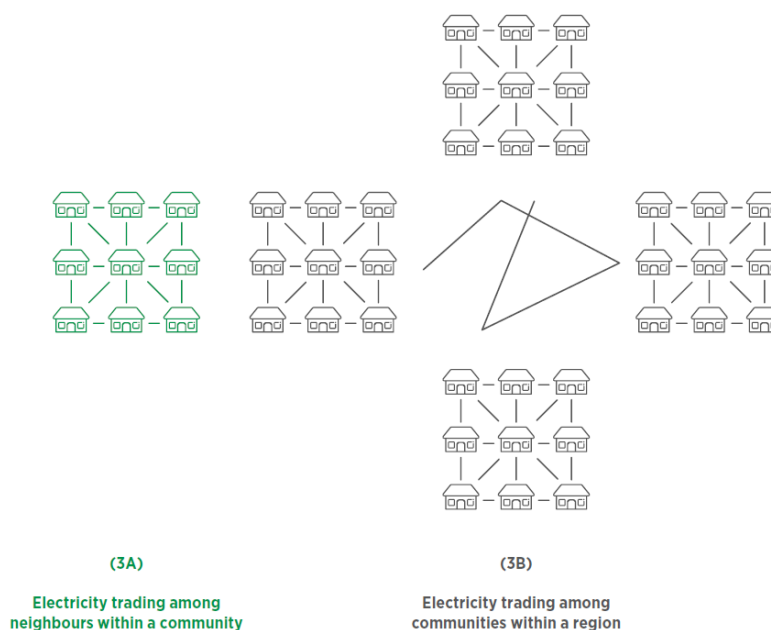 (3A)
Electricity trading among
neighbours within a community
(3B)
Electricity trading among
communities within a region